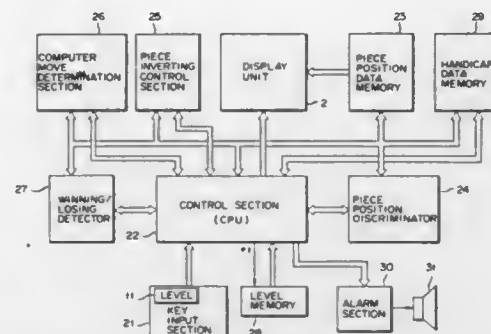 26
25
23
29
COMPUTER
MOVE
DETERMINATION
SECTION
PIECE
INVERTING
CONTROL
SECTION
DISPLAY
UNIT
PIECE
POSITION
DATA
MEMORY
HANDICAP
DATA
MEMORY
2
27
WINNING/
LOSING
DETECTOR
CONTROL SECTION
(CPU)
PIECE
POSITION
DISCRIMINATOR
24
22
30
31
11
LEVEL
KEY INPUT
SECTION
21
LEVEL MEMORY
28
ALARM
SECTION